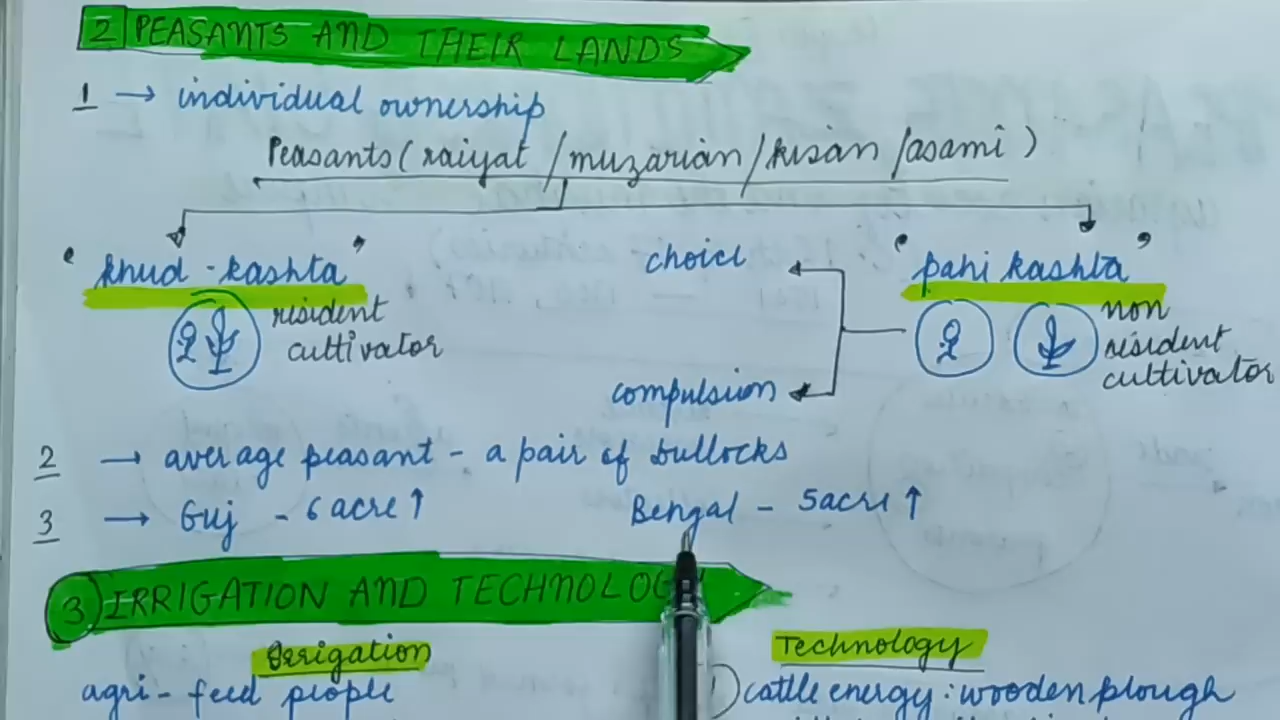 2 PEASANTS AND THEIR LANDS
1 → individual ownership
Peasants (raiyat / muzarian / kisan / asami)
"khud - kashta"
choice
"pahi kashta"
resident cultivator
non resident cultivator
compulsion
2 → average peasant - a pair of bullocks
3 → Guj - 6 acre ↑ Bengal - 5 acre ↑
3 IRRIGATION AND TECHNOLOGY
Irrigation Technology
agri - feed people 1) cattle energy : wooden plough